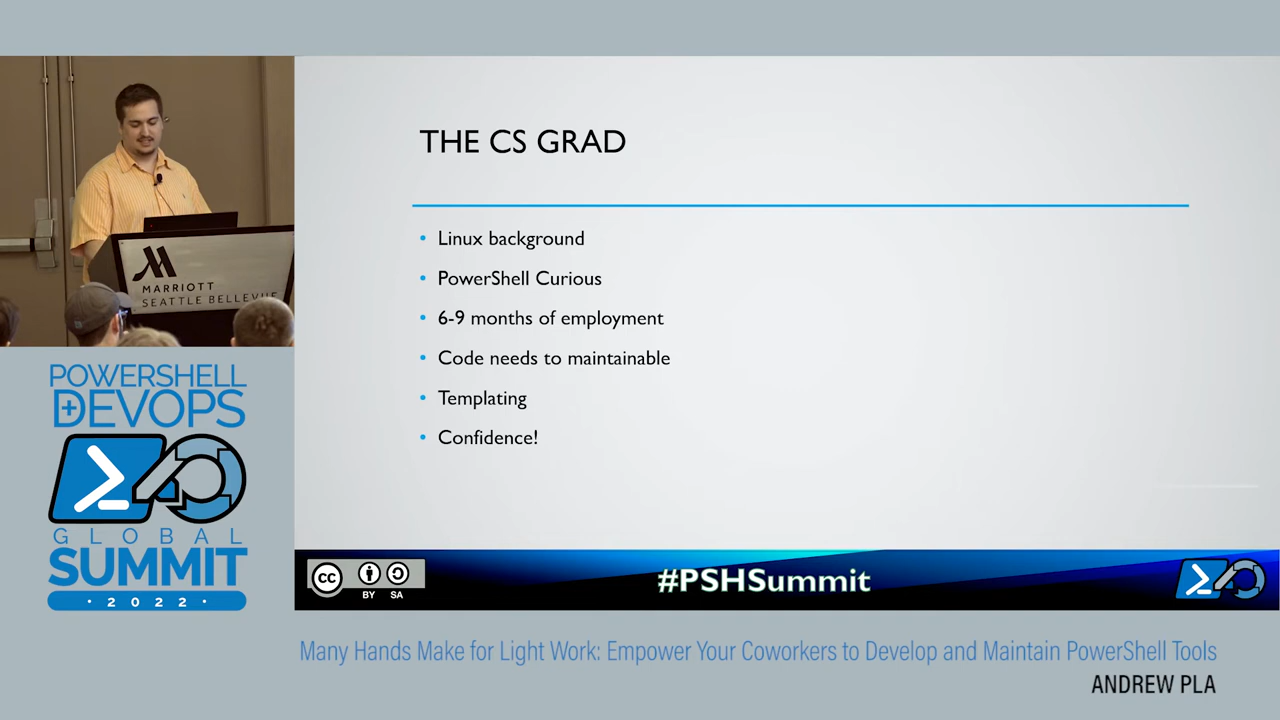 THE CS GRAD
• Linux background
• PowerShell Curious
• 6-9 months of employment
• Code needs to maintainable
• Templating
• Confidence!
MARRIOTT
SEATTLE BELLEVUE
POWERSHELL
+DEVOPS
GLOBAL
SUMMIT
· 2022 ·
CC
BY SA
#PSHSummit
Many Hands Make for Light Work: Empower Your Coworkers to Develop and Maintain PowerShell Tools
ANDREW PLA